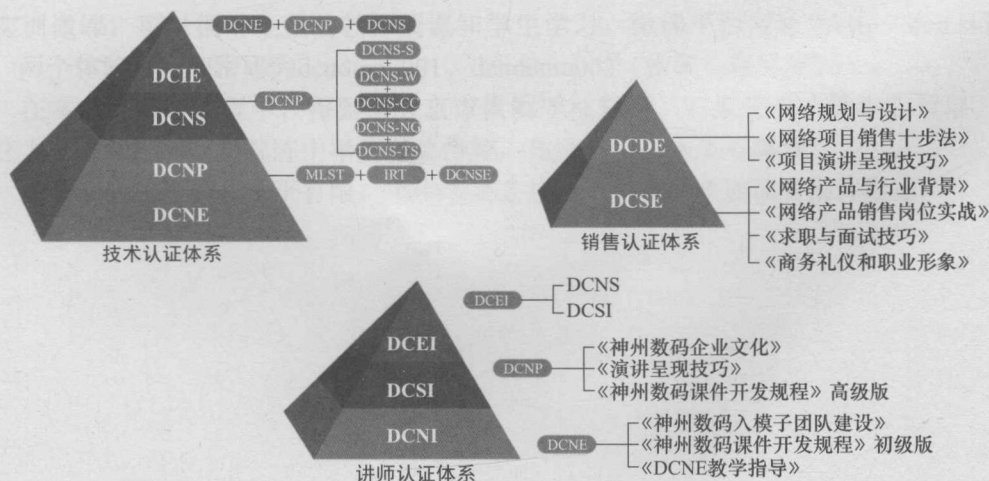 DCNE + DCNP + DCNS
DCIE
DCNS
DCNP
DCNE
DCNP
DCNS-S
+
DCNS-W
+
DCNS-CC
+
DCNS-NG
+
DCNS-TS
MLST + IRT + DCNSE
技术认证体系
DCDE
DCSE
《网络规划与设计》
《网络项目销售十步法》
《项目演讲呈现技巧》
《网络产品与行业背景》
《网络产品销售岗位实战》
《求职与面试技巧》
《商务礼仪和职业形象》
销售认证体系
DCEI
DCSI
DCNI
DCEI
DCNS
DCSI
DCNP
《神州数码企业文化》
《演讲呈现技巧》
《神州数码课件开发规程》高级版
DCNE
《神州数码入模子团队建设》
《神州数码课件开发规程》初级版
《DCNE教学指导》
讲师认证体系